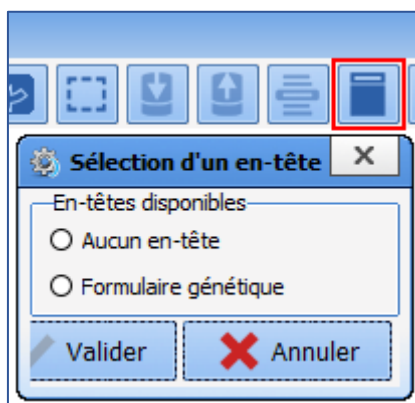 Sélection d'un en-tête
En-têtes disponibles
Aucun en-tête
Formulaire génétique
Valider Annuler